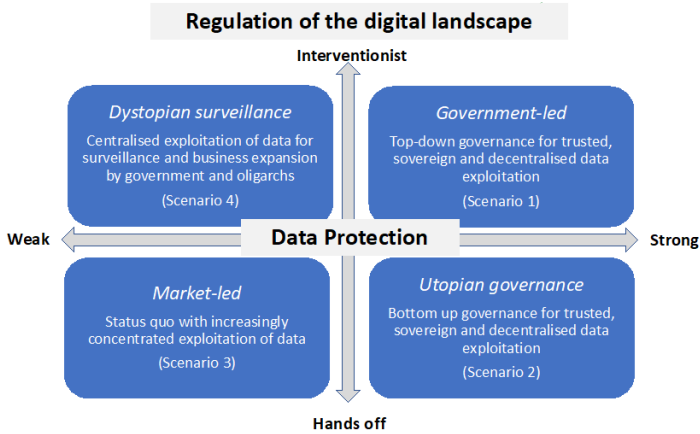 Regulation of the digital landscape
Interventionist
Dystopian surveillance
Centralised exploitation of data for
surveillance and business expansion
by government and oligarchs
(Scenario 4)
Government-led
Top-down governance for trusted,
sovereign and decentralised data
exploitation
(Scenario 1)
Weak
Data Protection
Strong
Market-led
Status quo with increasingly
concentrated exploitation of data
(Scenario 3)
Utopian governance
Bottom up governance for trusted,
sovereign and decentralised data
exploitation
(Scenario 2)
Hands off